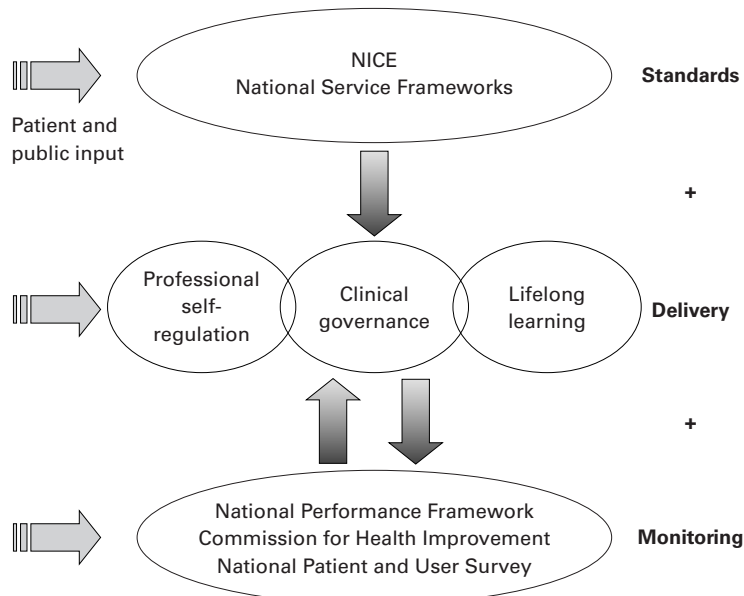 NICE
National Service Frameworks
Standards
Patient and
public input
+
Professional
self-
regulation
Clinical
governance
Lifelong
learning
Delivery
+
National Performance Framework
Commission for Health Improvement
National Patient and User Survey
Monitoring